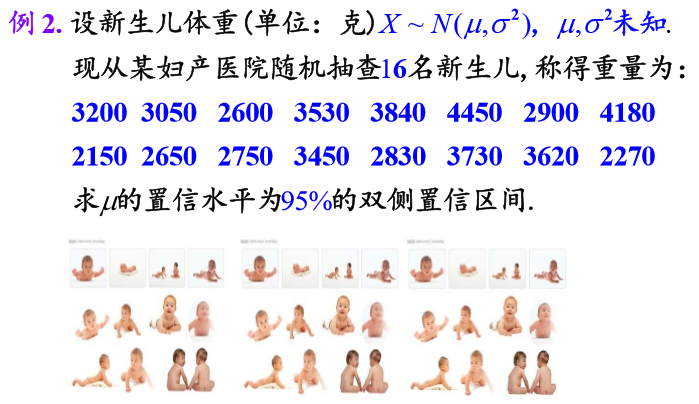 例2. 设新生儿体重(单位：克)X ~ N(μ,σ²)，μ,σ²未知.
现从某妇产医院随机抽查16名新生儿,称得重量为：
3200 3050 2600 3530 3840 4450 2900 4180
2150 2650 2750 3450 2830 3730 3620 2270
求μ的置信水平为95%的双侧置信区间.